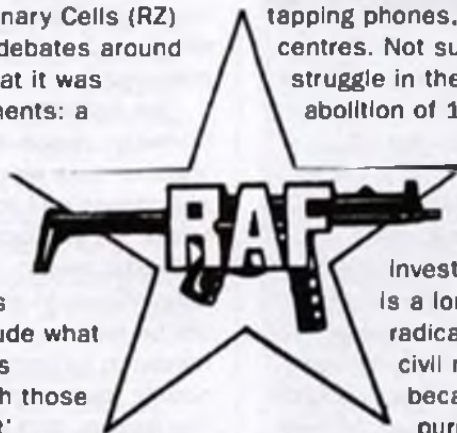 nary Cells (RZ)
debates around
at it was
ments: a
s
ude what
s
h those
t'
RAF
tapping phones,
centres. Not su
struggle in the
abolition of 1
invest
is a lor
radica
civil r
beca
pur